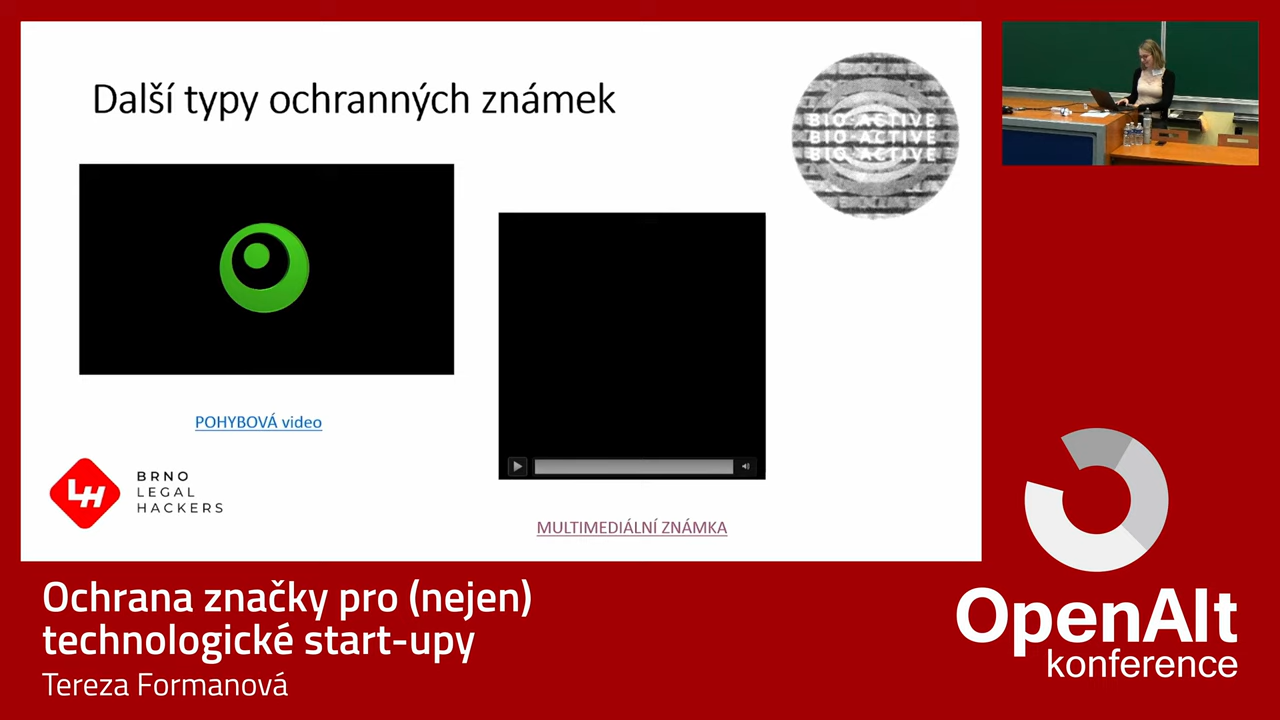 Další typy ochranných známek
BIO-ACTIVE
BIO-ACTIVE
BIO-ACTIVE
POHYBOVÁ video
LH
BRNO
LEGAL
HACKERS
MULTIMEDIÁLNÍ ZNÁMKA
Ochrana značky pro (nejen)
technologické start-upy
Tereza Formanová
OpenAlt
konference